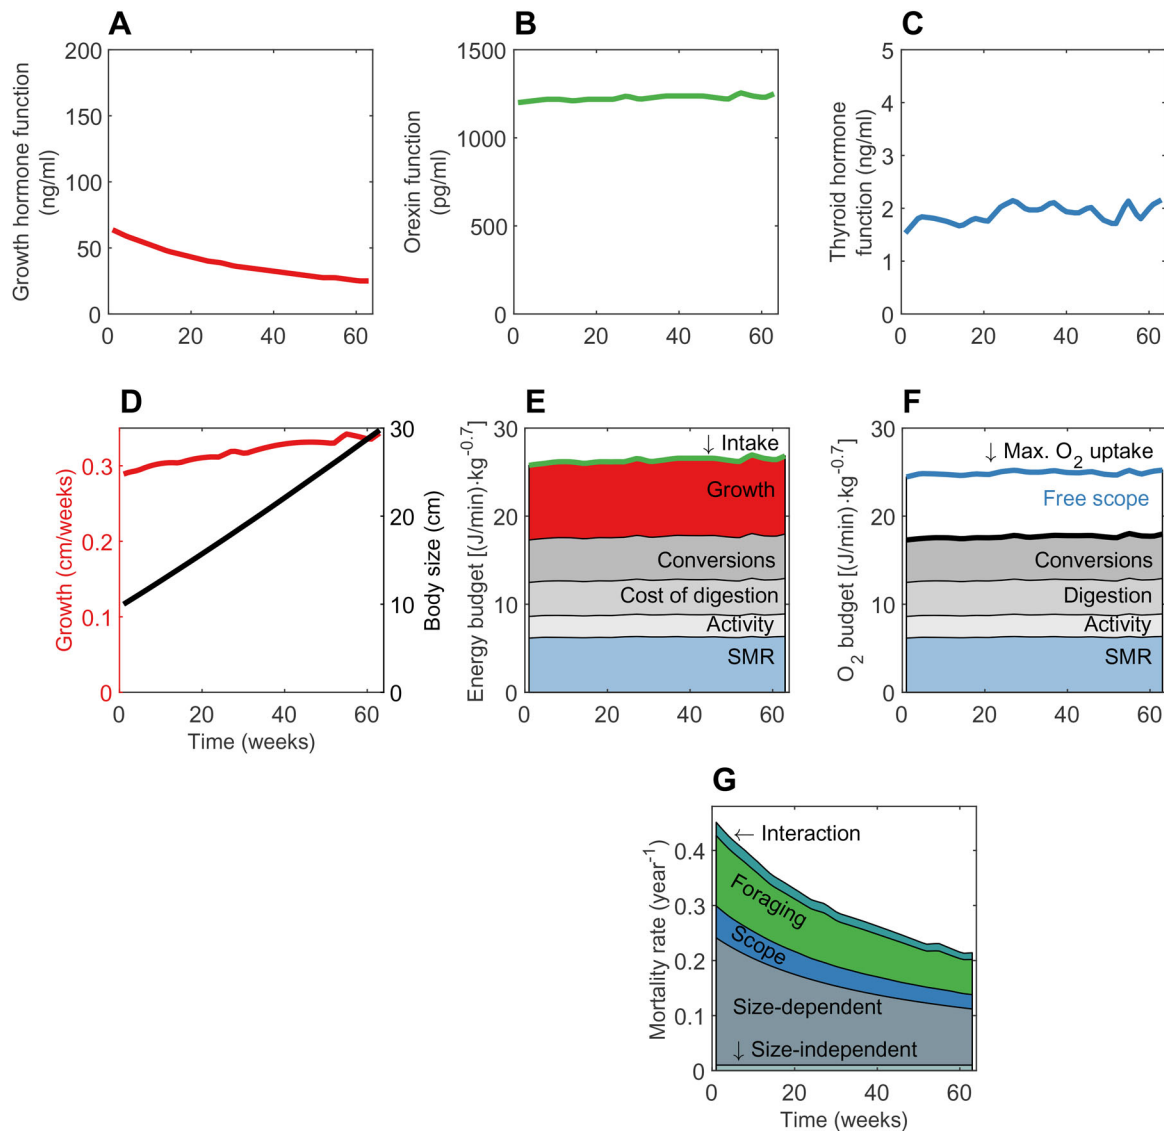 A
Growth hormone function
(ng/ml)
200
150
100
50
0
0
20
40
60
B
Orexin function
(pg/ml)
1500
1000
500
0
0
20
40
60
C
Thyroid hormone
function (ng/ml)
5
4
3
2
1
0
0
20
40
60
D
Growth (cm/weeks)
0.3
0.2
0.1
0
30
20
10
0
Body size (cm)
0
20
40
60
Time (weeks)
E
Energy budget [(J/min)·kg-0.7]
30
20
10
0
↓ Intake
Growth
Conversions
Cost of digestion
Activity
SMR
0
20
40
60
F
O2 budget [(J/min)·kg-0.7]
30
20
10
0
↓ Max. O2 uptake
Free scope
Conversions
Digestion
Activity
SMR
0
20
40
60
G
Mortality rate (year-1)
0.4
0.3
0.2
0.1
0
← Interaction
Foraging
Scope
Size-dependent
↓ Size-independent
0
20
40
60
Time (weeks)